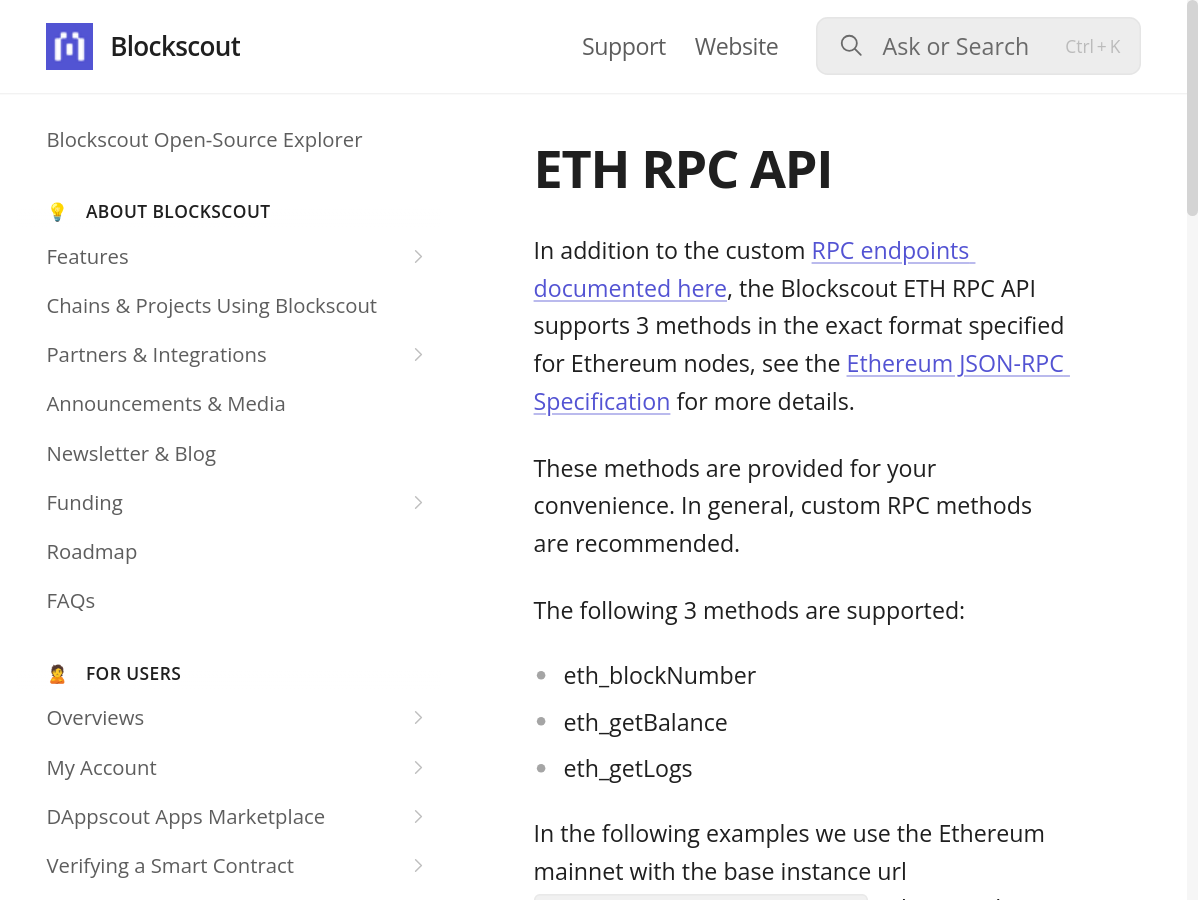 Blockscout
Support
Website
Ask or Search
Ctrl + K
Blockscout Open-Source Explorer
ABOUT BLOCKSCOUT
Features
Chains & Projects Using Blockscout
Partners & Integrations
Announcements & Media
Newsletter & Blog
Funding
Roadmap
FAQs
FOR USERS
Overviews
My Account
DAppscout Apps Marketplace
Verifying a Smart Contract
ETH RPC API
In addition to the custom RPC endpoints
documented here, the Blockscout ETH RPC API
supports 3 methods in the exact format specified
for Ethereum nodes, see the Ethereum JSON-RPC
Specification for more details.
These methods are provided for your
convenience. In general, custom RPC methods
are recommended.
The following 3 methods are supported:
eth_blockNumber
eth_getBalance
eth_getLogs
In the following examples we use the Ethereum
mainnet with the base instance url